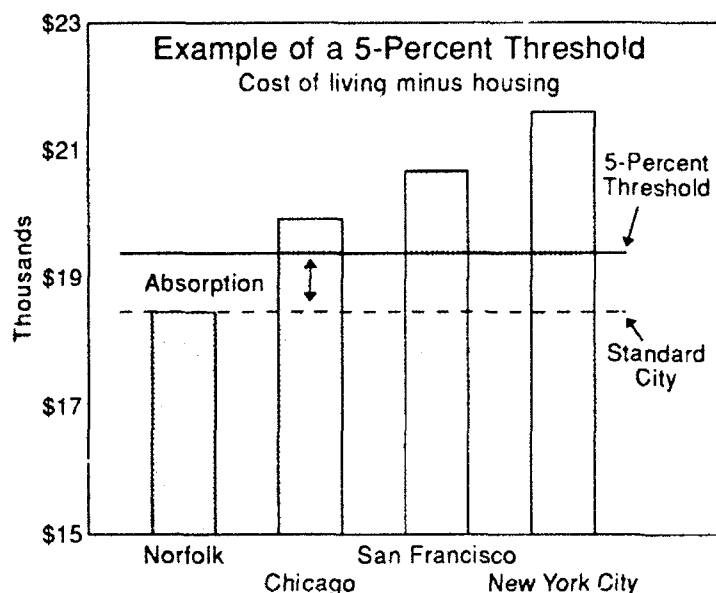 Example of a 5-Percent Threshold
Cost of living minus housing
Thousands
$23
$21
$19
$17
$15
5-Percent
Threshold
Absorption
Standard
City
Norfolk
San Francisco
Chicago
New York City